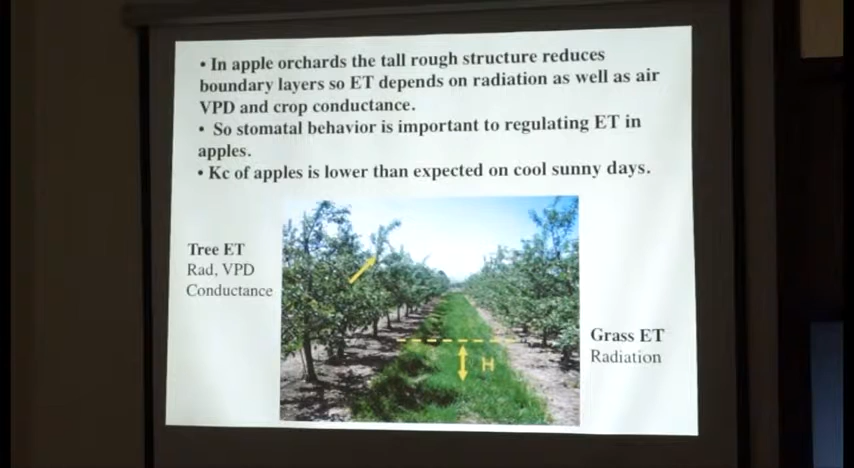 • In apple orchards the tall rough structure reduces
boundary layers so ET depends on radiation as well as air
VPD and crop conductance.
• So stomatal behavior is important to regulating ET in
apples.
• Kc of apples is lower than expected on cool sunny days.
Tree ET
Rad, VPD
Conductance
H
Grass ET
Radiation